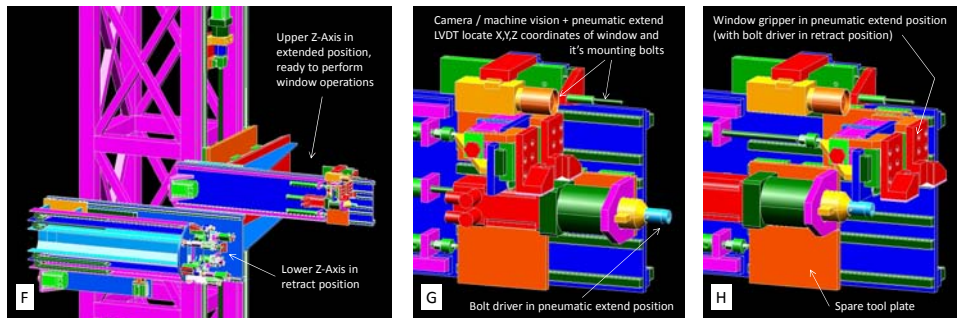 Upper Z-Axis in
extended position,
ready to perform
window operations
Lower Z-Axis in
retract position
F
Camera / machine vision + pneumatic extend
LVDT locate X,Y,Z coordinates of window and
it's mounting bolts
Bolt driver in pneumatic extend position
G
Window gripper in pneumatic extend position
(with bolt driver in retract position)
Spare tool plate
H